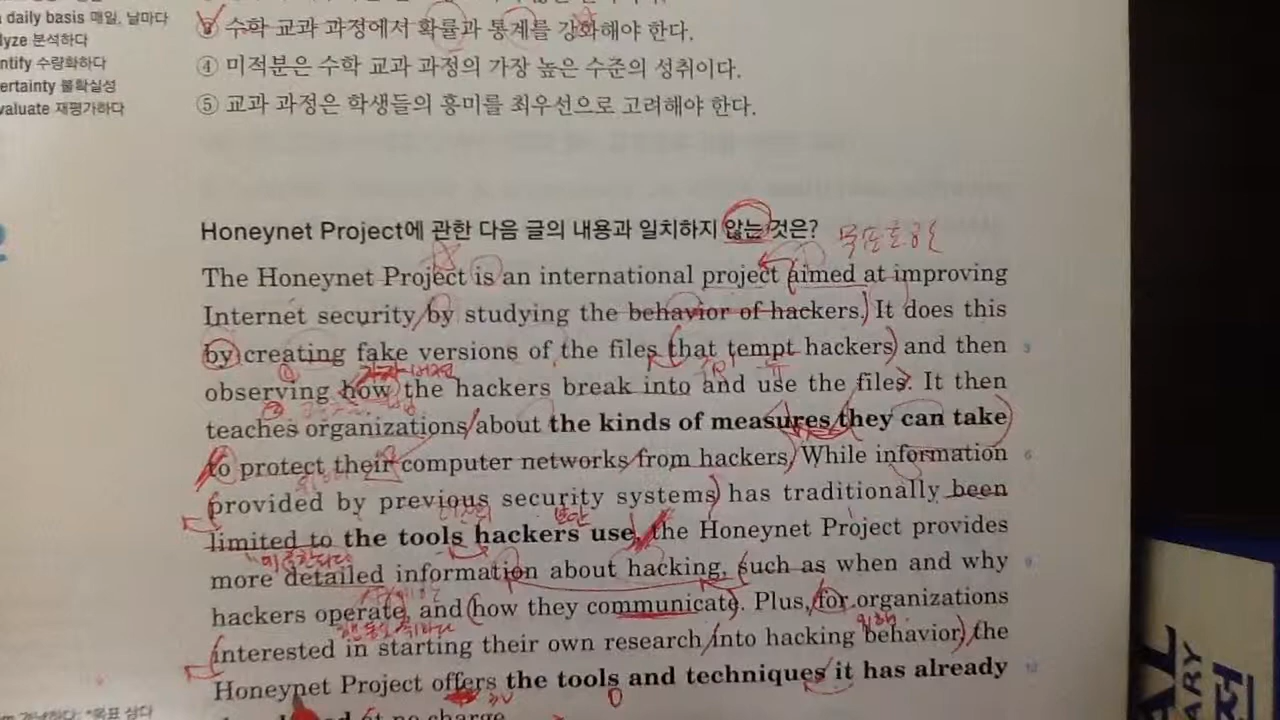 daily basis 매일, 날마다
③ 수학 교과 과정에서 확률과 통계를 강화해야 한다.
lyze 분석하다
ntify 수량화하다
④ 미적분은 수학 교과 과정의 가장 높은 수준의 성취이다.
ertainty 불확실성
valuate 재평가하다
⑤ 교과 과정은 학생들의 흥미를 최우선으로 고려해야 한다.
Honeynet Project에 관한 다음 글의 내용과 일치하지 않는 것은?
The Honeynet Project is an international project aimed at improving
Internet security by studying the behavior of hackers. It does this
by creating fake versions of the files that tempt hackers and then
observing how the hackers break into and use the files. It then
teaches organizations about the kinds of measures they can take
to protect their computer networks from hackers. While information
provided by previous security systems has traditionally been
limited to the tools hackers use, the Honeynet Project provides
more detailed information about hacking, such as when and why
hackers operate, and how they communicate. Plus, for organizations
interested in starting their own research into hacking behavior, the
Honeynet Project offers the tools and techniques it has already
at no charge.
3
6
9
12
AL
ARY
전